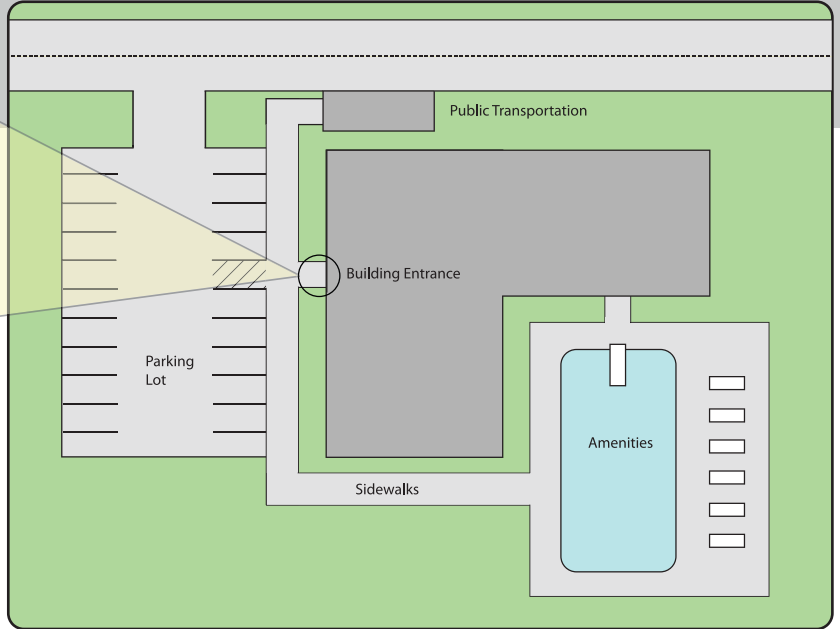 Public Transportation
Building Entrance
Parking
Lot
Amenities
Sidewalks